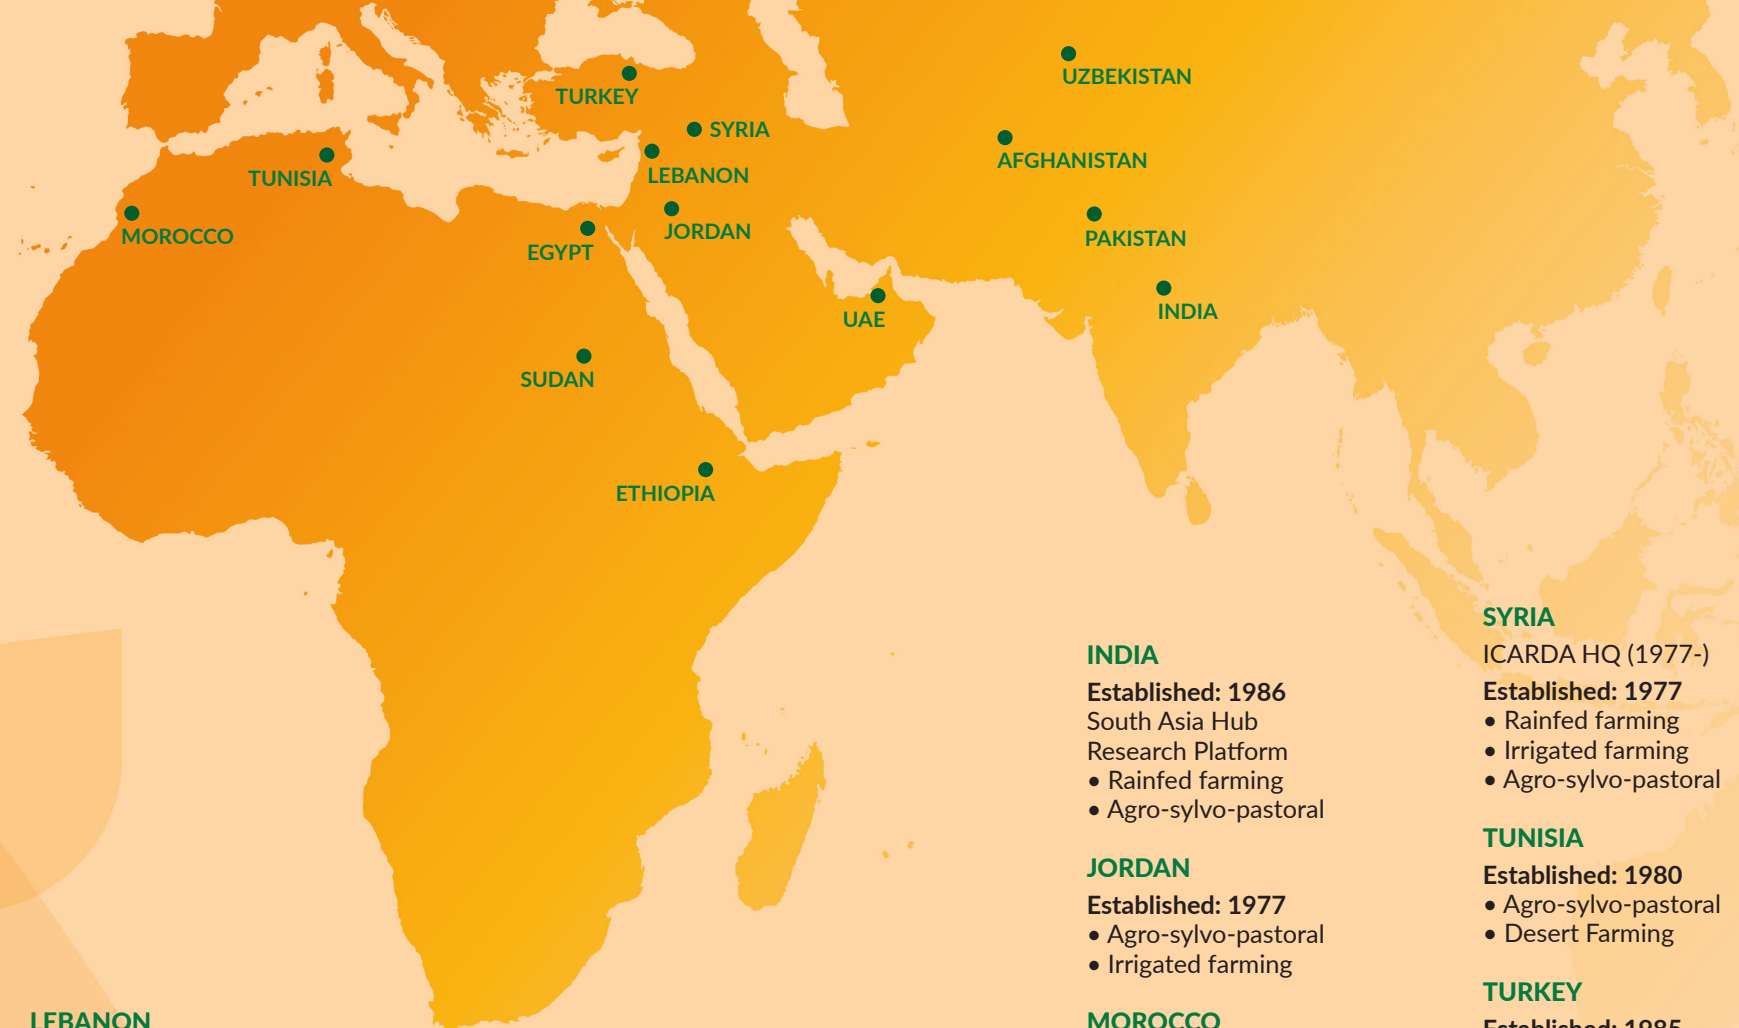 UZBEKISTAN
TURKEY
SYRIA
AFGHANISTAN
LEBANON
TUNISIA
MOROCCO
JORDAN
PAKISTAN
EGYPT
INDIA
UAE
SUDAN
ETHIOPIA
LEBANON
INDIA
Established: 1986
South Asia Hub
Research Platform
• Rainfed farming
• Agro-sylvo-pastoral
JORDAN
Established: 1977
• Agro-sylvo-pastoral
• Irrigated farming
MOROCCO
SYRIA
ICARDA HQ (1977-)
Established: 1977
• Rainfed farming
• Irrigated farming
• Agro-sylvo-pastoral
TUNISIA
Established: 1980
• Agro-sylvo-pastoral
• Desert Farming
TURKEY
Established: 1985